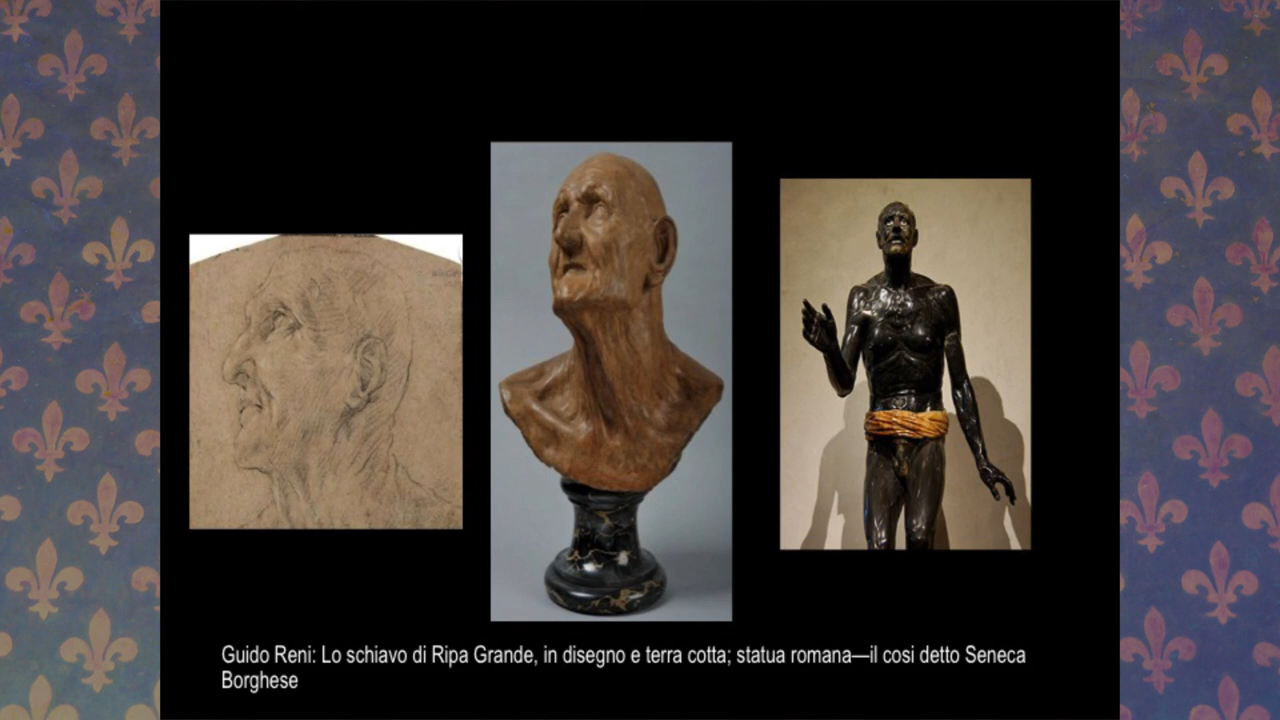 Guido Reni: Lo schiavo di Ripa Grande, in disegno e terra cotta; statua romana—il cosi detto Seneca
Borghese